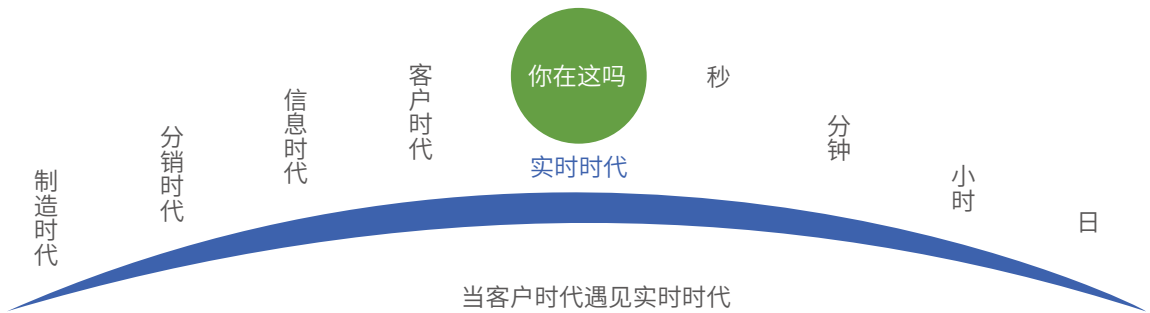 制造时代
分销时代
信息时代
客户时代
你在这吗
实时时代
秒
分钟
小时
日
当客户时代遇见实时时代